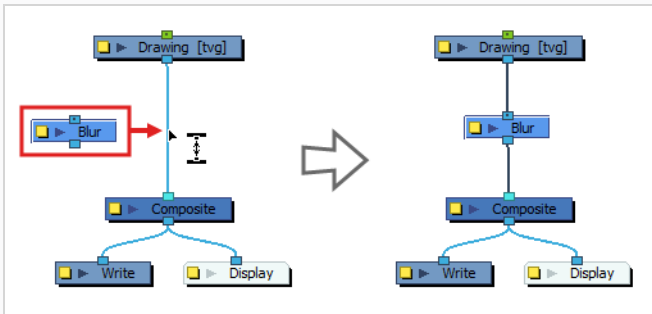 Drawing [tvg]
Blur
Composite
Write
Display
Drawing [tvg]
Blur
Composite
Write
Display